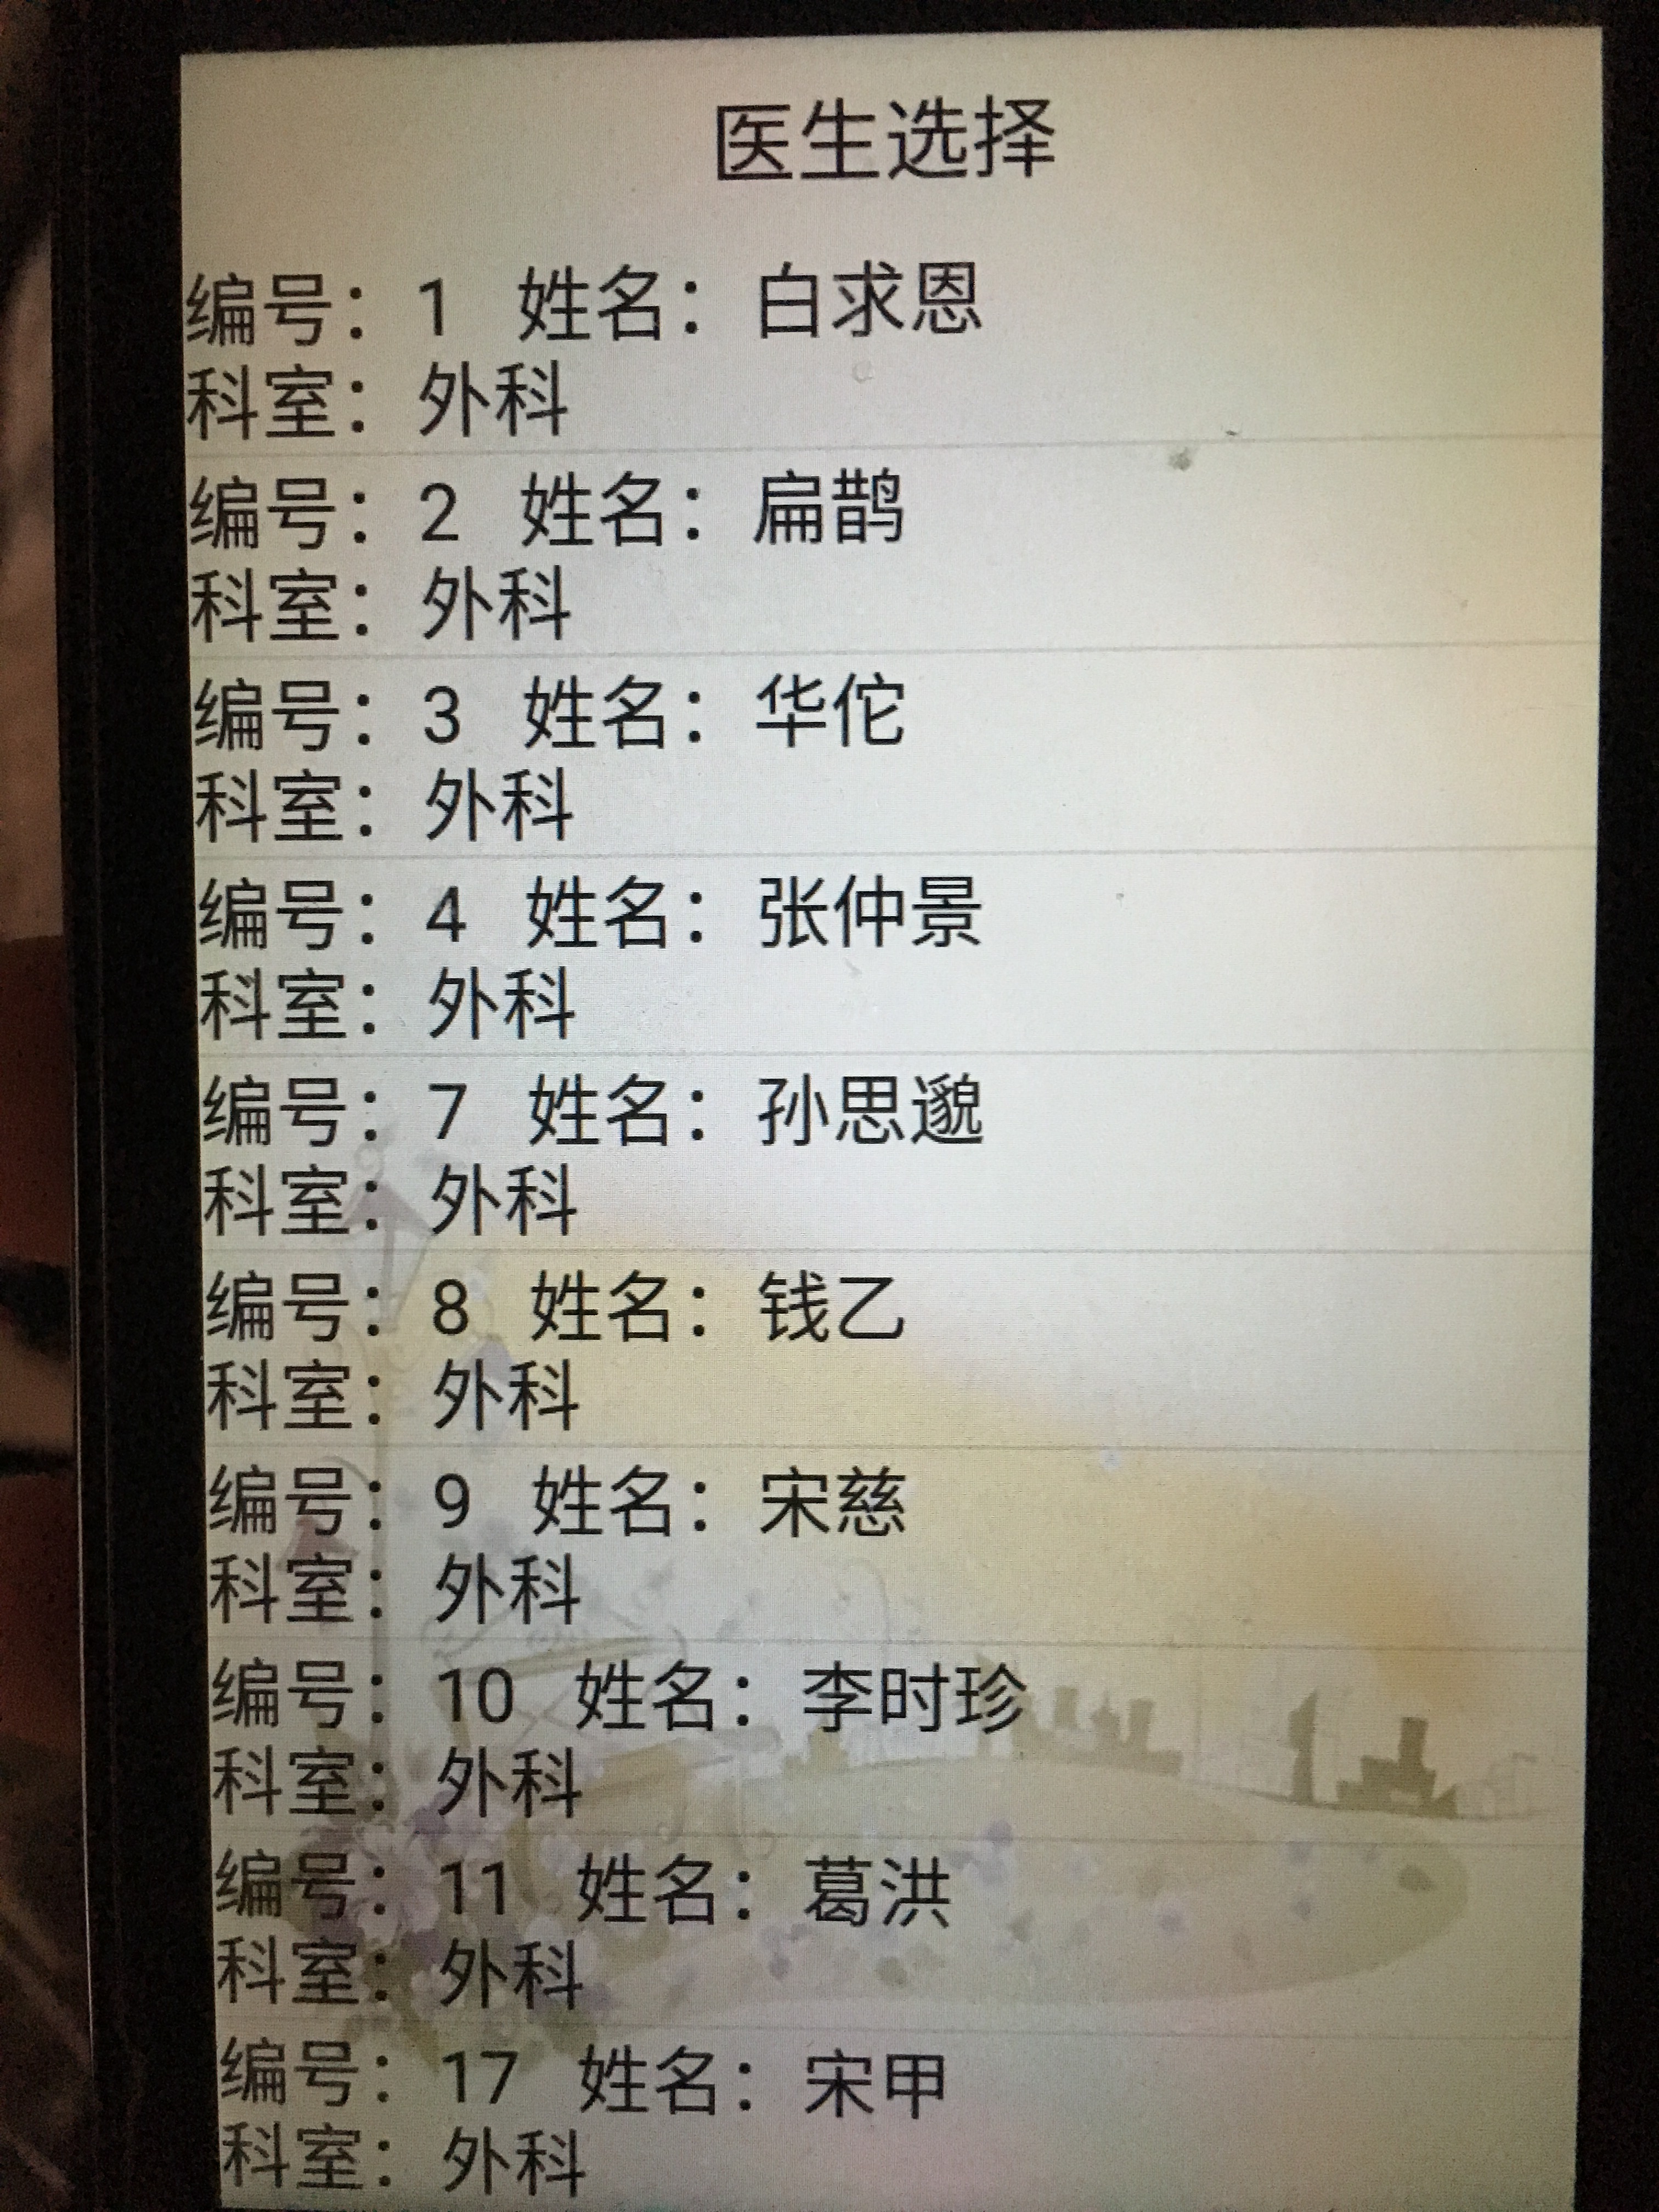 医生选择
编号：1 姓名：白求恩
科室：外科
编号：2 姓名：扁鹊
科室：外科
编号：3 姓名：华佗
科室：外科
编号：4 姓名：张仲景
科室：外科
编号：7 姓名：孙思邈
科室：外科
编号：8 姓名：钱乙
科室：外科
编号：9 姓名：宋慈
科室：外科
编号：10 姓名：李时珍
科室：外科
编号：11 姓名：葛洪
科室：外科
编号：17 姓名：宋甲
科室：外科